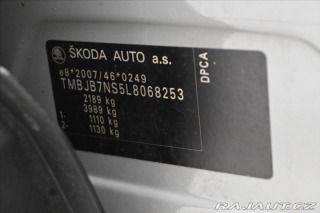 ŠKODA AUTO a.s.
e8*2007/46*0249
TMBJB7NS5L8068253
2189 kg
3989 kg
1- 1110 kg
2- 1130 kg
DPCA
RAJAUT.CZ